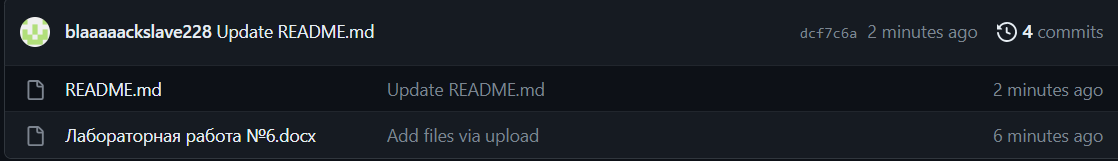 blaaaaackslave228 Update README.md dcf7c6a 2 minutes ago 4 commits
README.md Update README.md 2 minutes ago
Лабораторная работа №6.docx Add files via upload 6 minutes ago